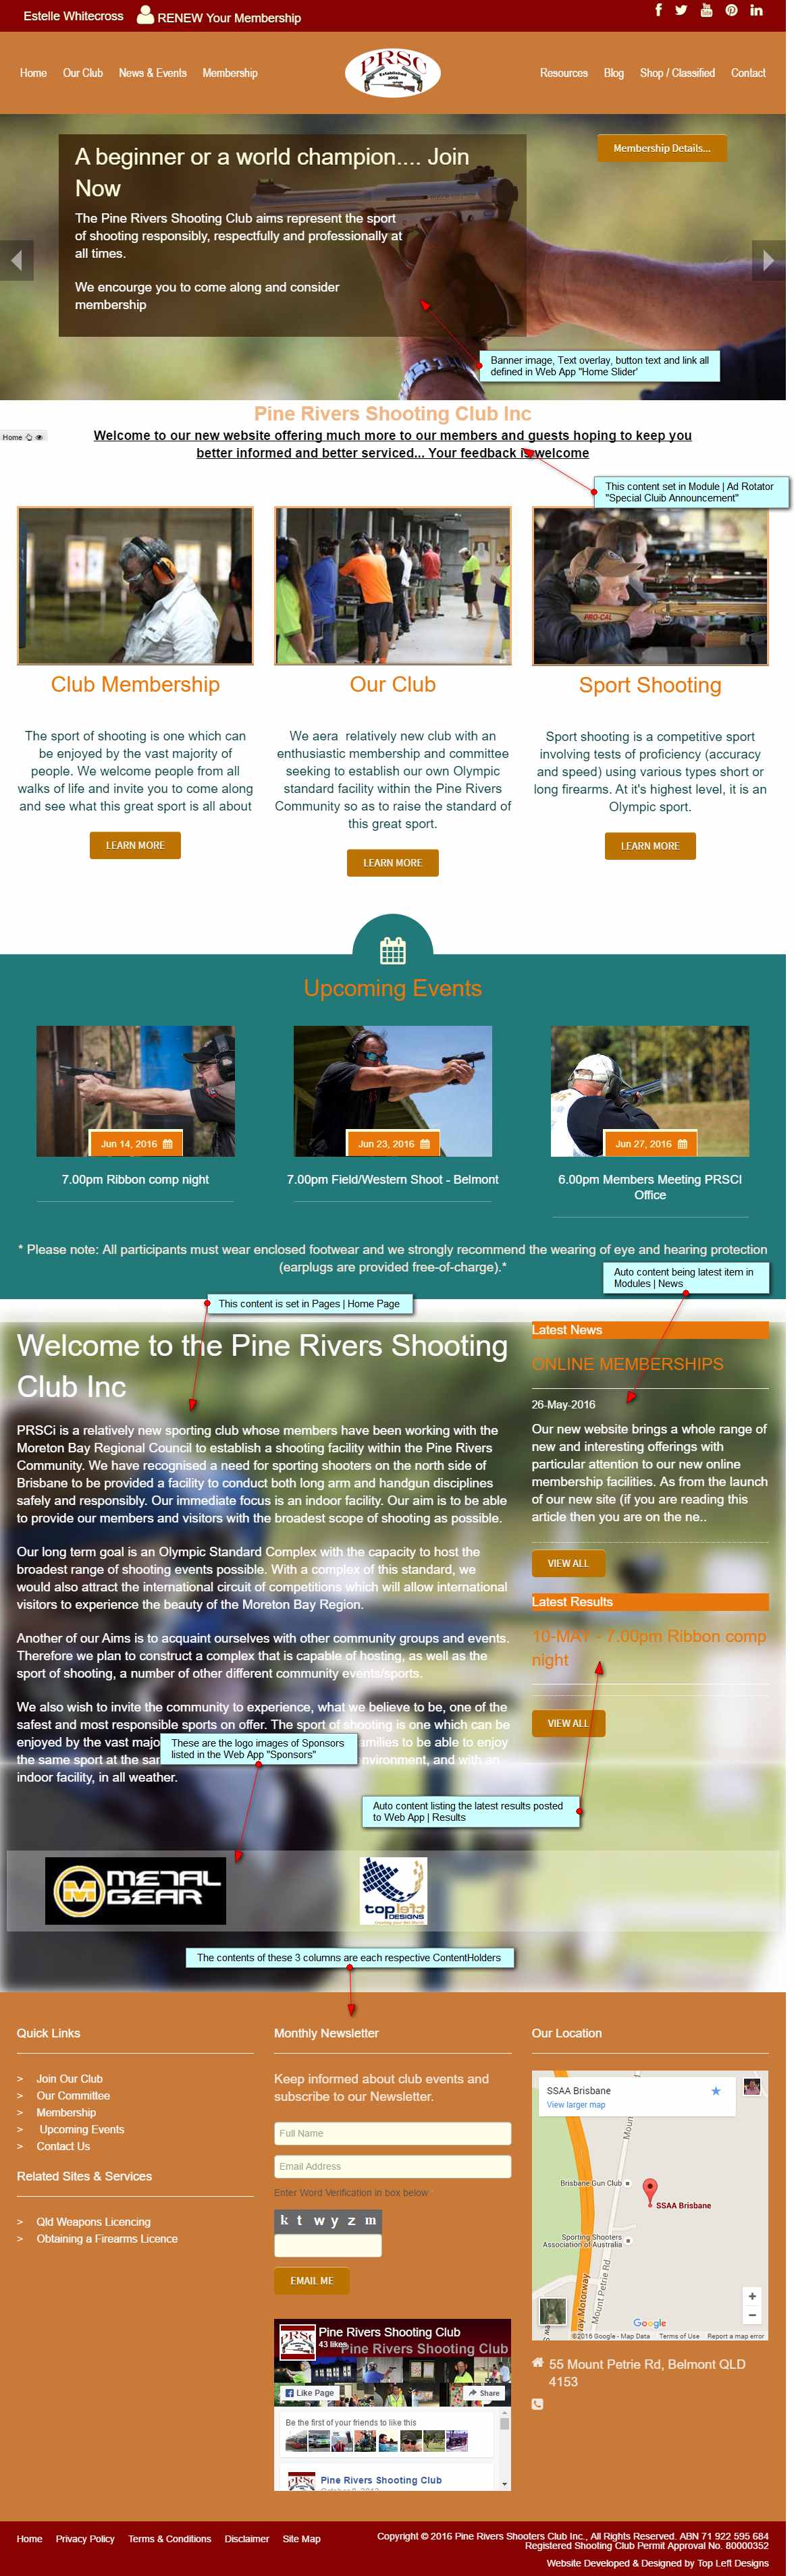 Estelle Whitecross RENEW Your Membership
Home Our Club News & Events Membership
PRSC
Established
Resources Blog Shop / Classified Contact
A beginner or a world champion.... Join
Now
The Pine Rivers Shooting Club aims represent the sport
of shooting responsibly, respectfully and professionally at
all times.
We encourge you to come along and consider
membership
Membership Details...
Banner image, Text overlay, button text and link all
defined in Web App "Home Slider'
Pine Rivers Shooting Club Inc
Home
Welcome to our new website offering much more to our members and guests hoping to keep you
better informed and better serviced... Your feedback is welcome
This content set in Module | Ad Rotator
"Special Cluib Announcement"
PRO-CAL
Club Membership
The sport of shooting is one which can
be enjoyed by the vast majority of
people. We welcome people from all
walks of life and invite you to come along
and see what this great sport is all about
LEARN MORE
Our Club
We aera relatively new club with an
enthusiastic membership and committee
seeking to establish our own Olympic
standard facility within the Pine Rivers
Community so as to raise the standard of
this great sport.
LEARN MORE
Sport Shooting
Sport shooting is a competitive sport
involving tests of proficiency (accuracy
and speed) using various types short or
long firearms. At it's highest level, it is an
Olympic sport.
LEARN MORE
Upcoming Events
Jun 14, 2016
7.00pm Ribbon comp night
Jun 23, 2016
7.00pm Field/Western Shoot - Belmont
Jun 27, 2016
6.00pm Members Meeting PRSCI
Office
* Please note: All participants must wear enclosed footwear and we strongly recommend the wearing of eye and hearing protection
(earplugs are provided free-of-charge).*
Auto content being latest item in
Modules | News
This content is set in Pages | Home Page
Welcome to the Pine Rivers Shooting
Club Inc
PRSCi is a relatively new sporting club whose members have been working with the
Moreton Bay Regional Council to establish a shooting facility within the Pine Rivers
Community. We have recognised a need for sporting shooters on the north side of
Brisbane to be provided a facility to conduct both long arm and handgun disciplines
safely and responsibly. Our immediate focus is an indoor facility. Our aim is to be able
to provide our members and visitors with the broadest scope of shooting as possible.
Our long term goal is an Olympic Standard Complex with the capacity to host the
broadest range of shooting events possible. With a complex of this standard, we
would also attract the international circuit of competitions which will allow international
visitors to experience the beauty of the Moreton Bay Region.
Another of our Aims is to acquaint ourselves with other community groups and events.
Therefore we plan to construct a complex that is capable of hosting, as well as the
sport of shooting, a number of other different community events/sports.
We also wish to invite the community to experience, what we believe to be, one of the
safest and most responsible sports on offer. The sport of shooting is one which can be
enjoyed by the vast majo amilies to be able to enjoy
the same sport at the sam nvironment, and with an
indoor facility, in all weather.
These are the logo images of Sponsors
listed in the Web App "Sponsors"
Latest News
ONLINE MEMBERSHIPS
26-May-2016
Our new website brings a whole range of
new and interesting offerings with
particular attention to our new online
membership facilities. As from the launch
of our new site (if you are reading this
article then you are on the ne..
VIEW ALL
Latest Results
10-MAY - 7.00pm Ribbon comp
night
VIEW ALL
Auto content listing the latest results posted
to Web App | Results
METAL
GEAR
topleft
DESIGNS
The contents of these 3 columns are each respective ContentHolders
Quick Links
> Join Our Club
> Our Committee
> Membership
> Upcoming Events
> Contact Us
Related Sites & Services
> Qld Weapons Licencing
> Obtaining a Firearms Licence
Monthly Newsletter
Keep informed about club events and
subscribe to our Newsletter.
Full Name
Email Address
Enter Word Verification in box below
k t w y z m
EMAIL ME
Pine Rivers Shooting Club
43 likes
Pine Rivers Shooting Club
Like Page Share
Be the first of your friends to like this
Pine Rivers Shooting Club
Our Location
SSAA Brisbane
View larger map
Brisbane Gun Club
SSAA Brisbane
Sporting Shooters
Association of Australia
Mount Petrie Rd
Google
©2016 Google - Map Data Terms of Use Report a map error
55 Mount Petrie Rd, Belmont QLD
4153
Home Privacy Policy Terms & Conditions Disclaimer Site Map
Copyright © 2016 Pine Rivers Shooters Club Inc., All Rights Reserved. ABN 71 922 595 684
Registered Shooting Club Permit Approval No. 80000352
Website Developed & Designed by Top Left Designs